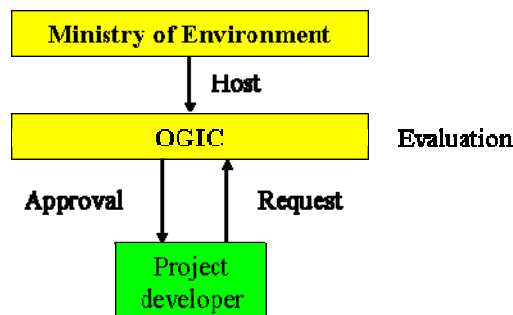 Ministry of Environment
Host
OGIC Evaluation
Approval Request
Project
developer